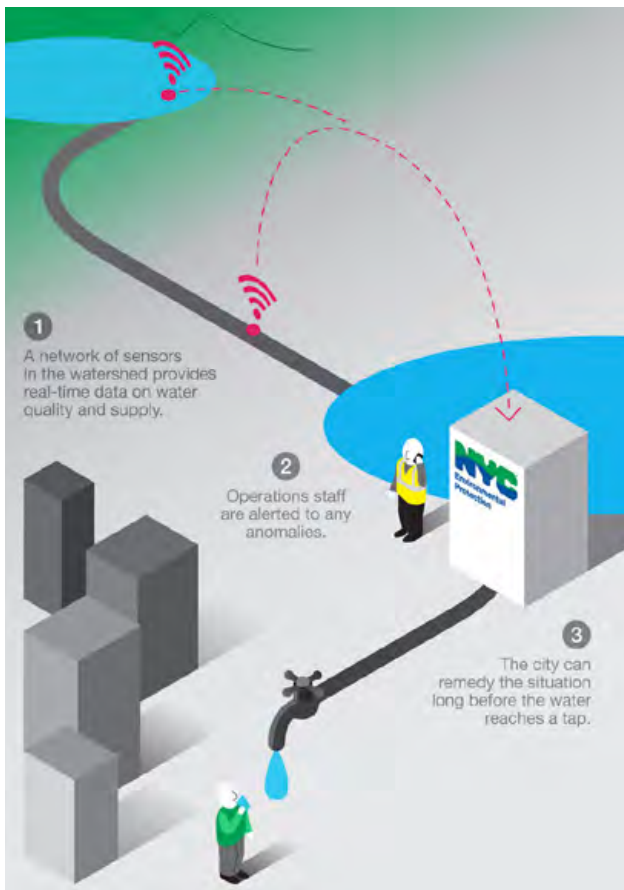 1
A network of sensors
in the watershed provides
real-time data on water
quality and supply.
2
Operations staff
are alerted to any
anomalies.
NYC
Environmental
Protection
3
The city can
remedy the situation
long before the water
reaches a tap.